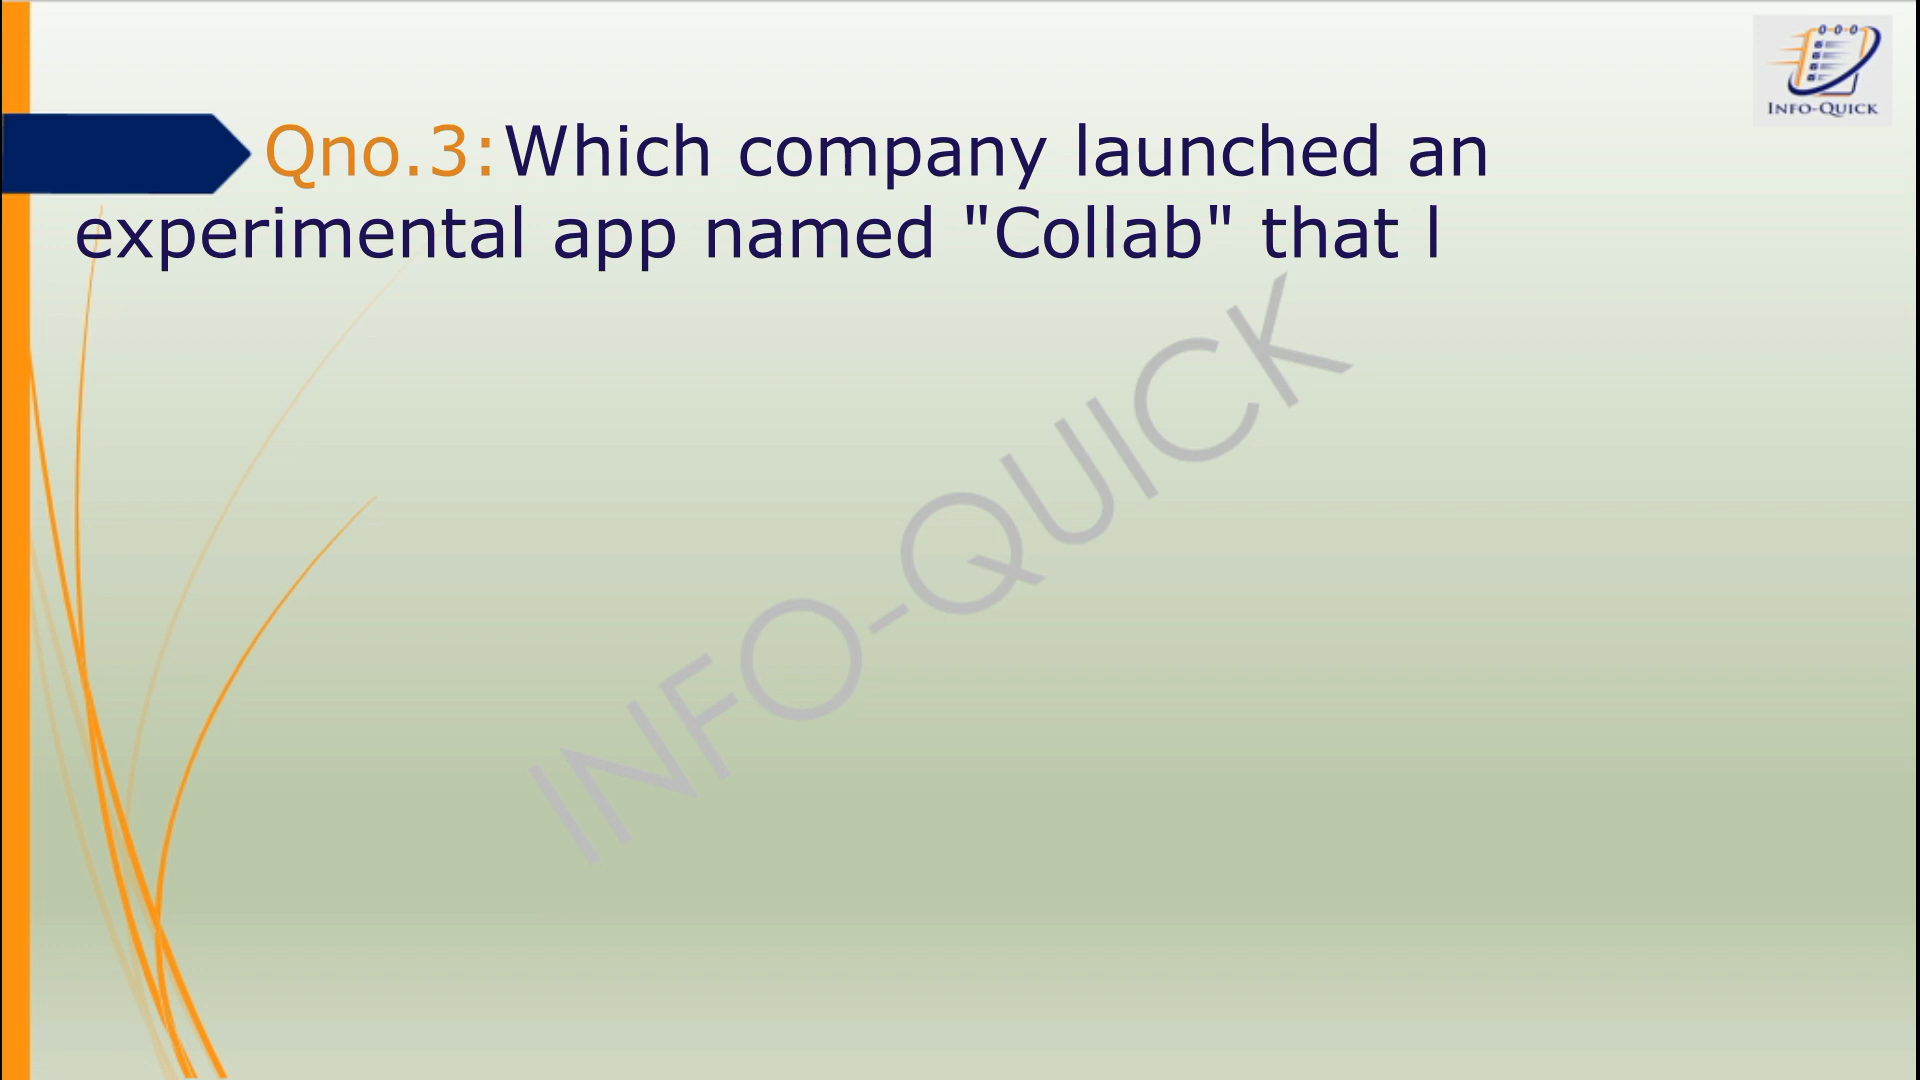 INFO-QUICK
Qno.3:Which company launched an
experimental app named "Collab" that l
INFO-QUICK